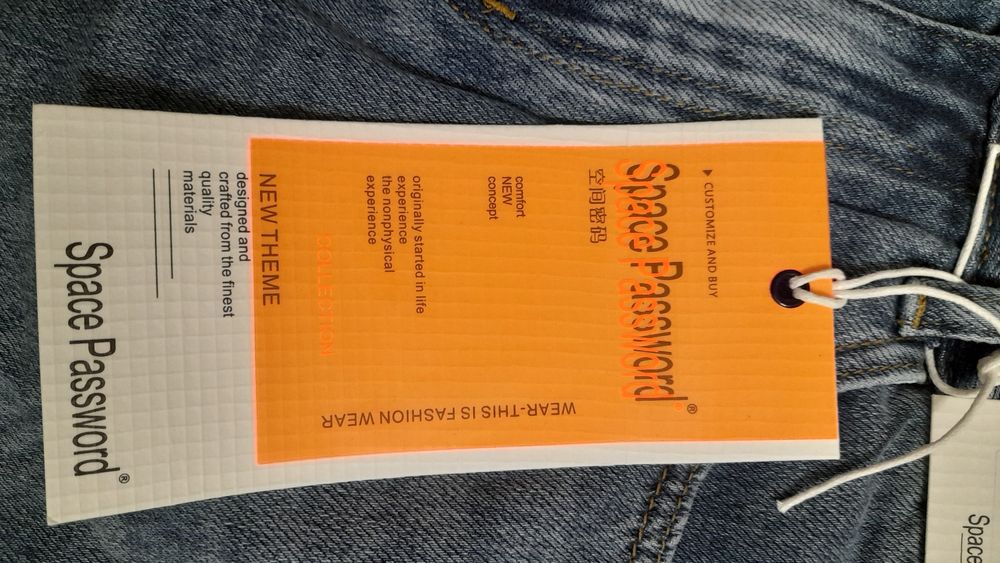 ▶ CUSTOMIZE AND BUY
Space Password®
空间密码
comfort
NEW
concept
originally started in life
experience
the nonphysical
experience
WEAR-THIS IS FASHION WEAR
COLLECTION
NEW THEME
designed and
crafted from the finest
quality
materials
Space Password®
Space